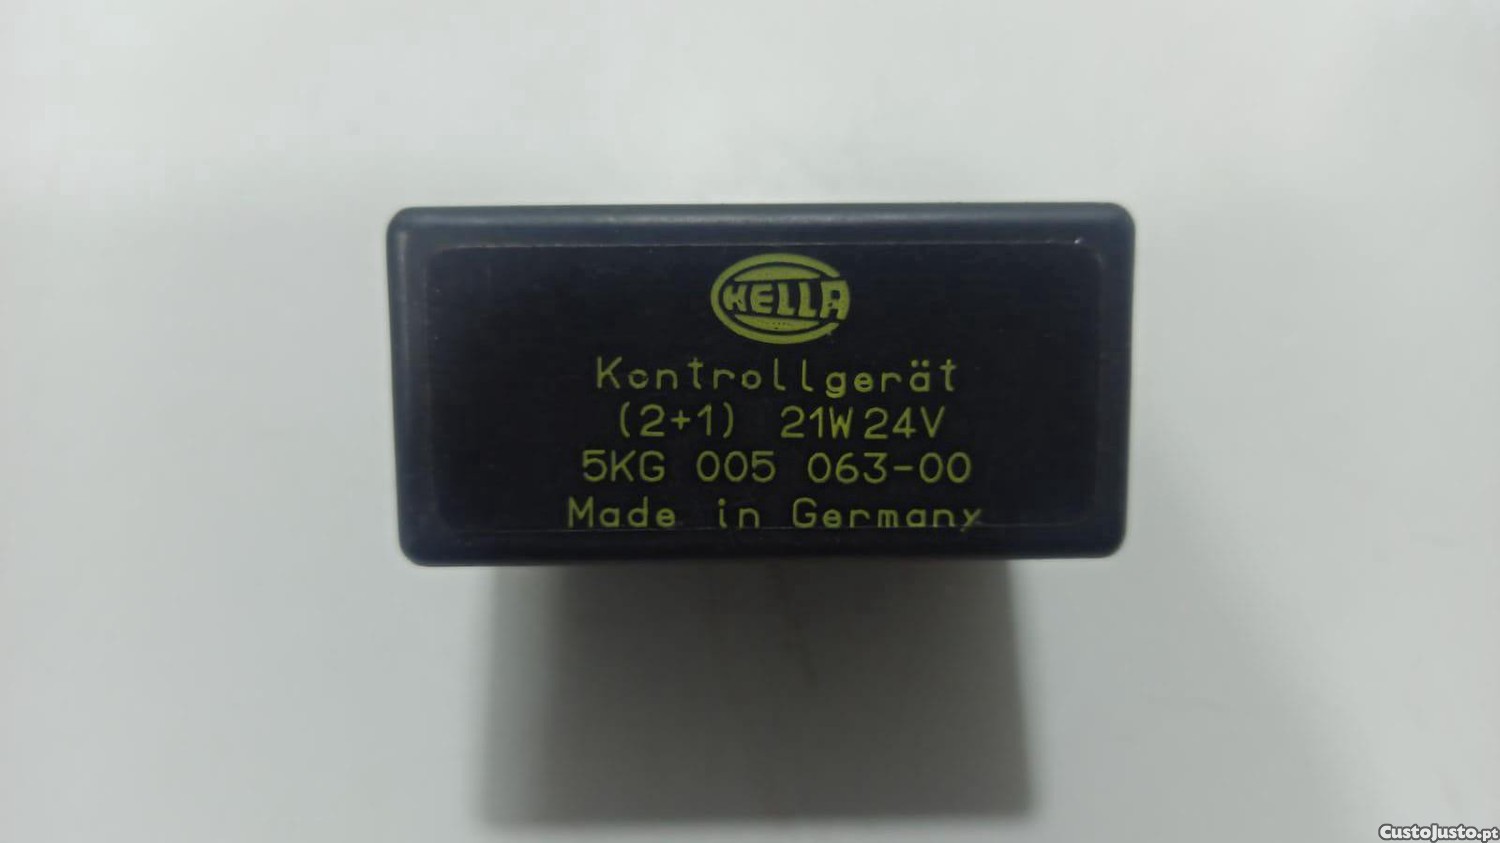 HELLA
Kontrollgerät
(2+1) 21W 24V
5KG 005 063-00
Made in Germany
CustoJusto.pt